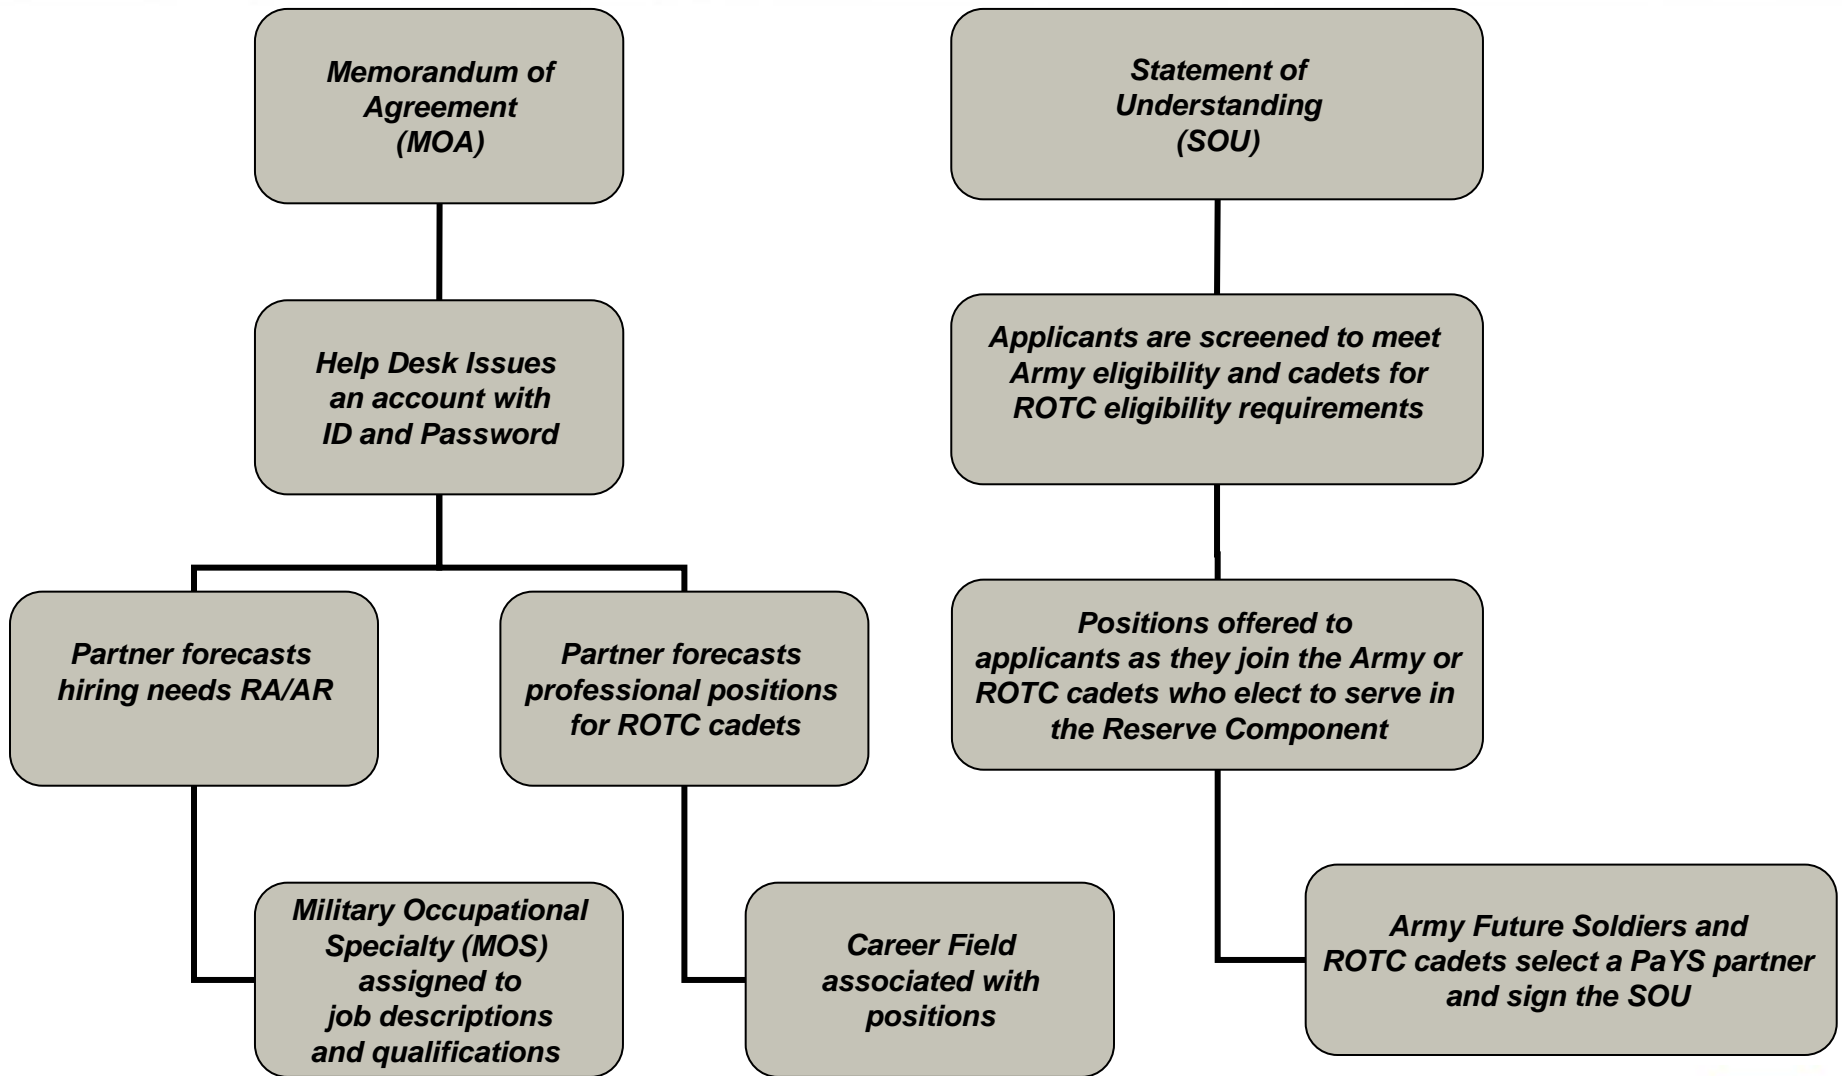 Memorandum of
Agreement
(MOA)
Help Desk Issues
an account with
ID and Password
Partner forecasts
hiring needs RA/AR
Military Occupational
Specialty (MOS)
assigned to
job descriptions
and qualifications
Partner forecasts
professional positions
for ROTC cadets
Career Field
associated with
positions
Statement of
Understanding
(SOU)
Applicants are screened to meet
Army eligibility and cadets for
ROTC eligibility requirements
Positions offered to
applicants as they join the Army or
ROTC cadets who elect to serve in
the Reserve Component
Army Future Soldiers and
ROTC cadets select a PaYS partner
and sign the SOU